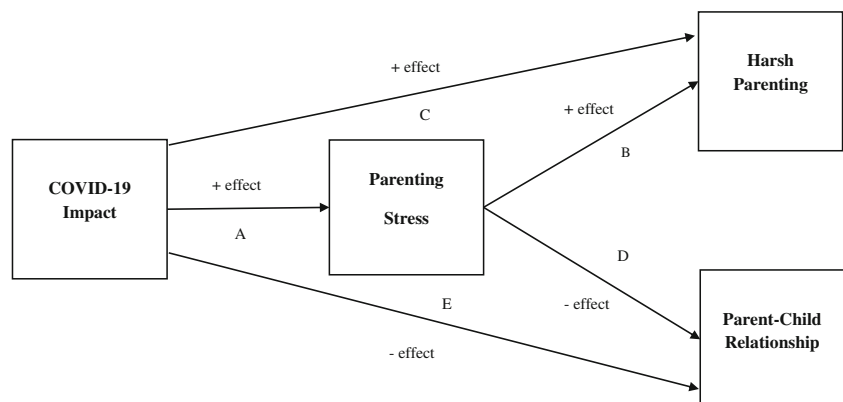 + effect
C
Harsh
Parenting
+ effect
B
COVID-19
Impact
+ effect
A
Parenting
Stress
D
- effect
E
- effect
Parent-Child
Relationship